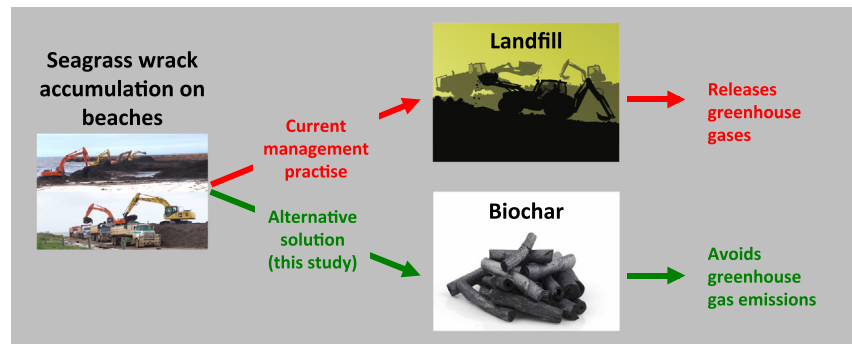 Seagrass wrack
accumulation on
beaches
Current
management
practise
Alternative
solution
(this study)
Landfill
Releases
greenhouse
gases
Biochar
Avoids
greenhouse
gas emissions